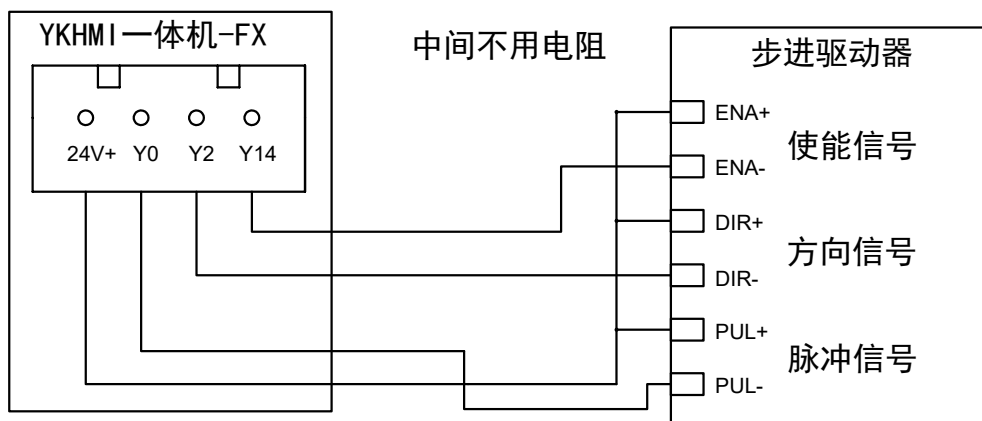 YKHMI一体机-FX
24V+ Y0 Y2 Y14
中间不用电阻
步进驱动器
ENA+
使能信号
ENA-
DIR+
方向信号
DIR-
PUL+
脉冲信号
PUL-